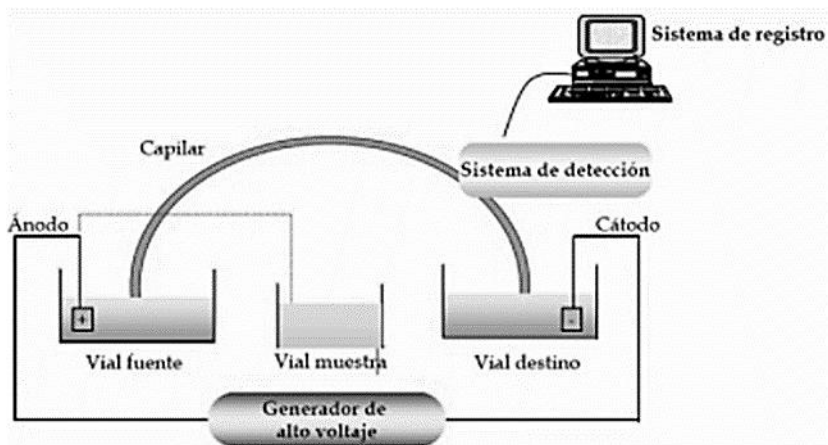 Sistema de registro
Capilar
Sistema de detección
Ánodo
Cátodo
+
-
Vial fuente
Vial muestra
Vial destino
Generador de
alto voltaje